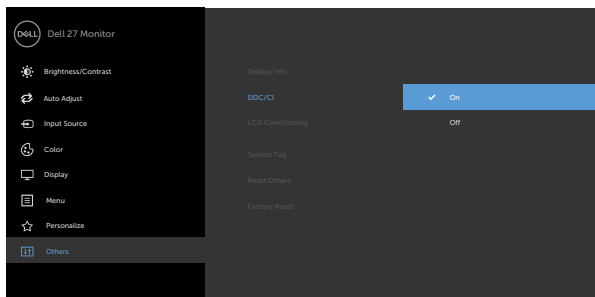 DELL Dell 27 Monitor
Brightness/Contrast
Auto Adjust
Input Source
Color
Display
Menu
Personalize
Others
Display Info
DDC/CI
LCD Conditioning
Service Tag
Reset Others
Factory Reset
On
Off